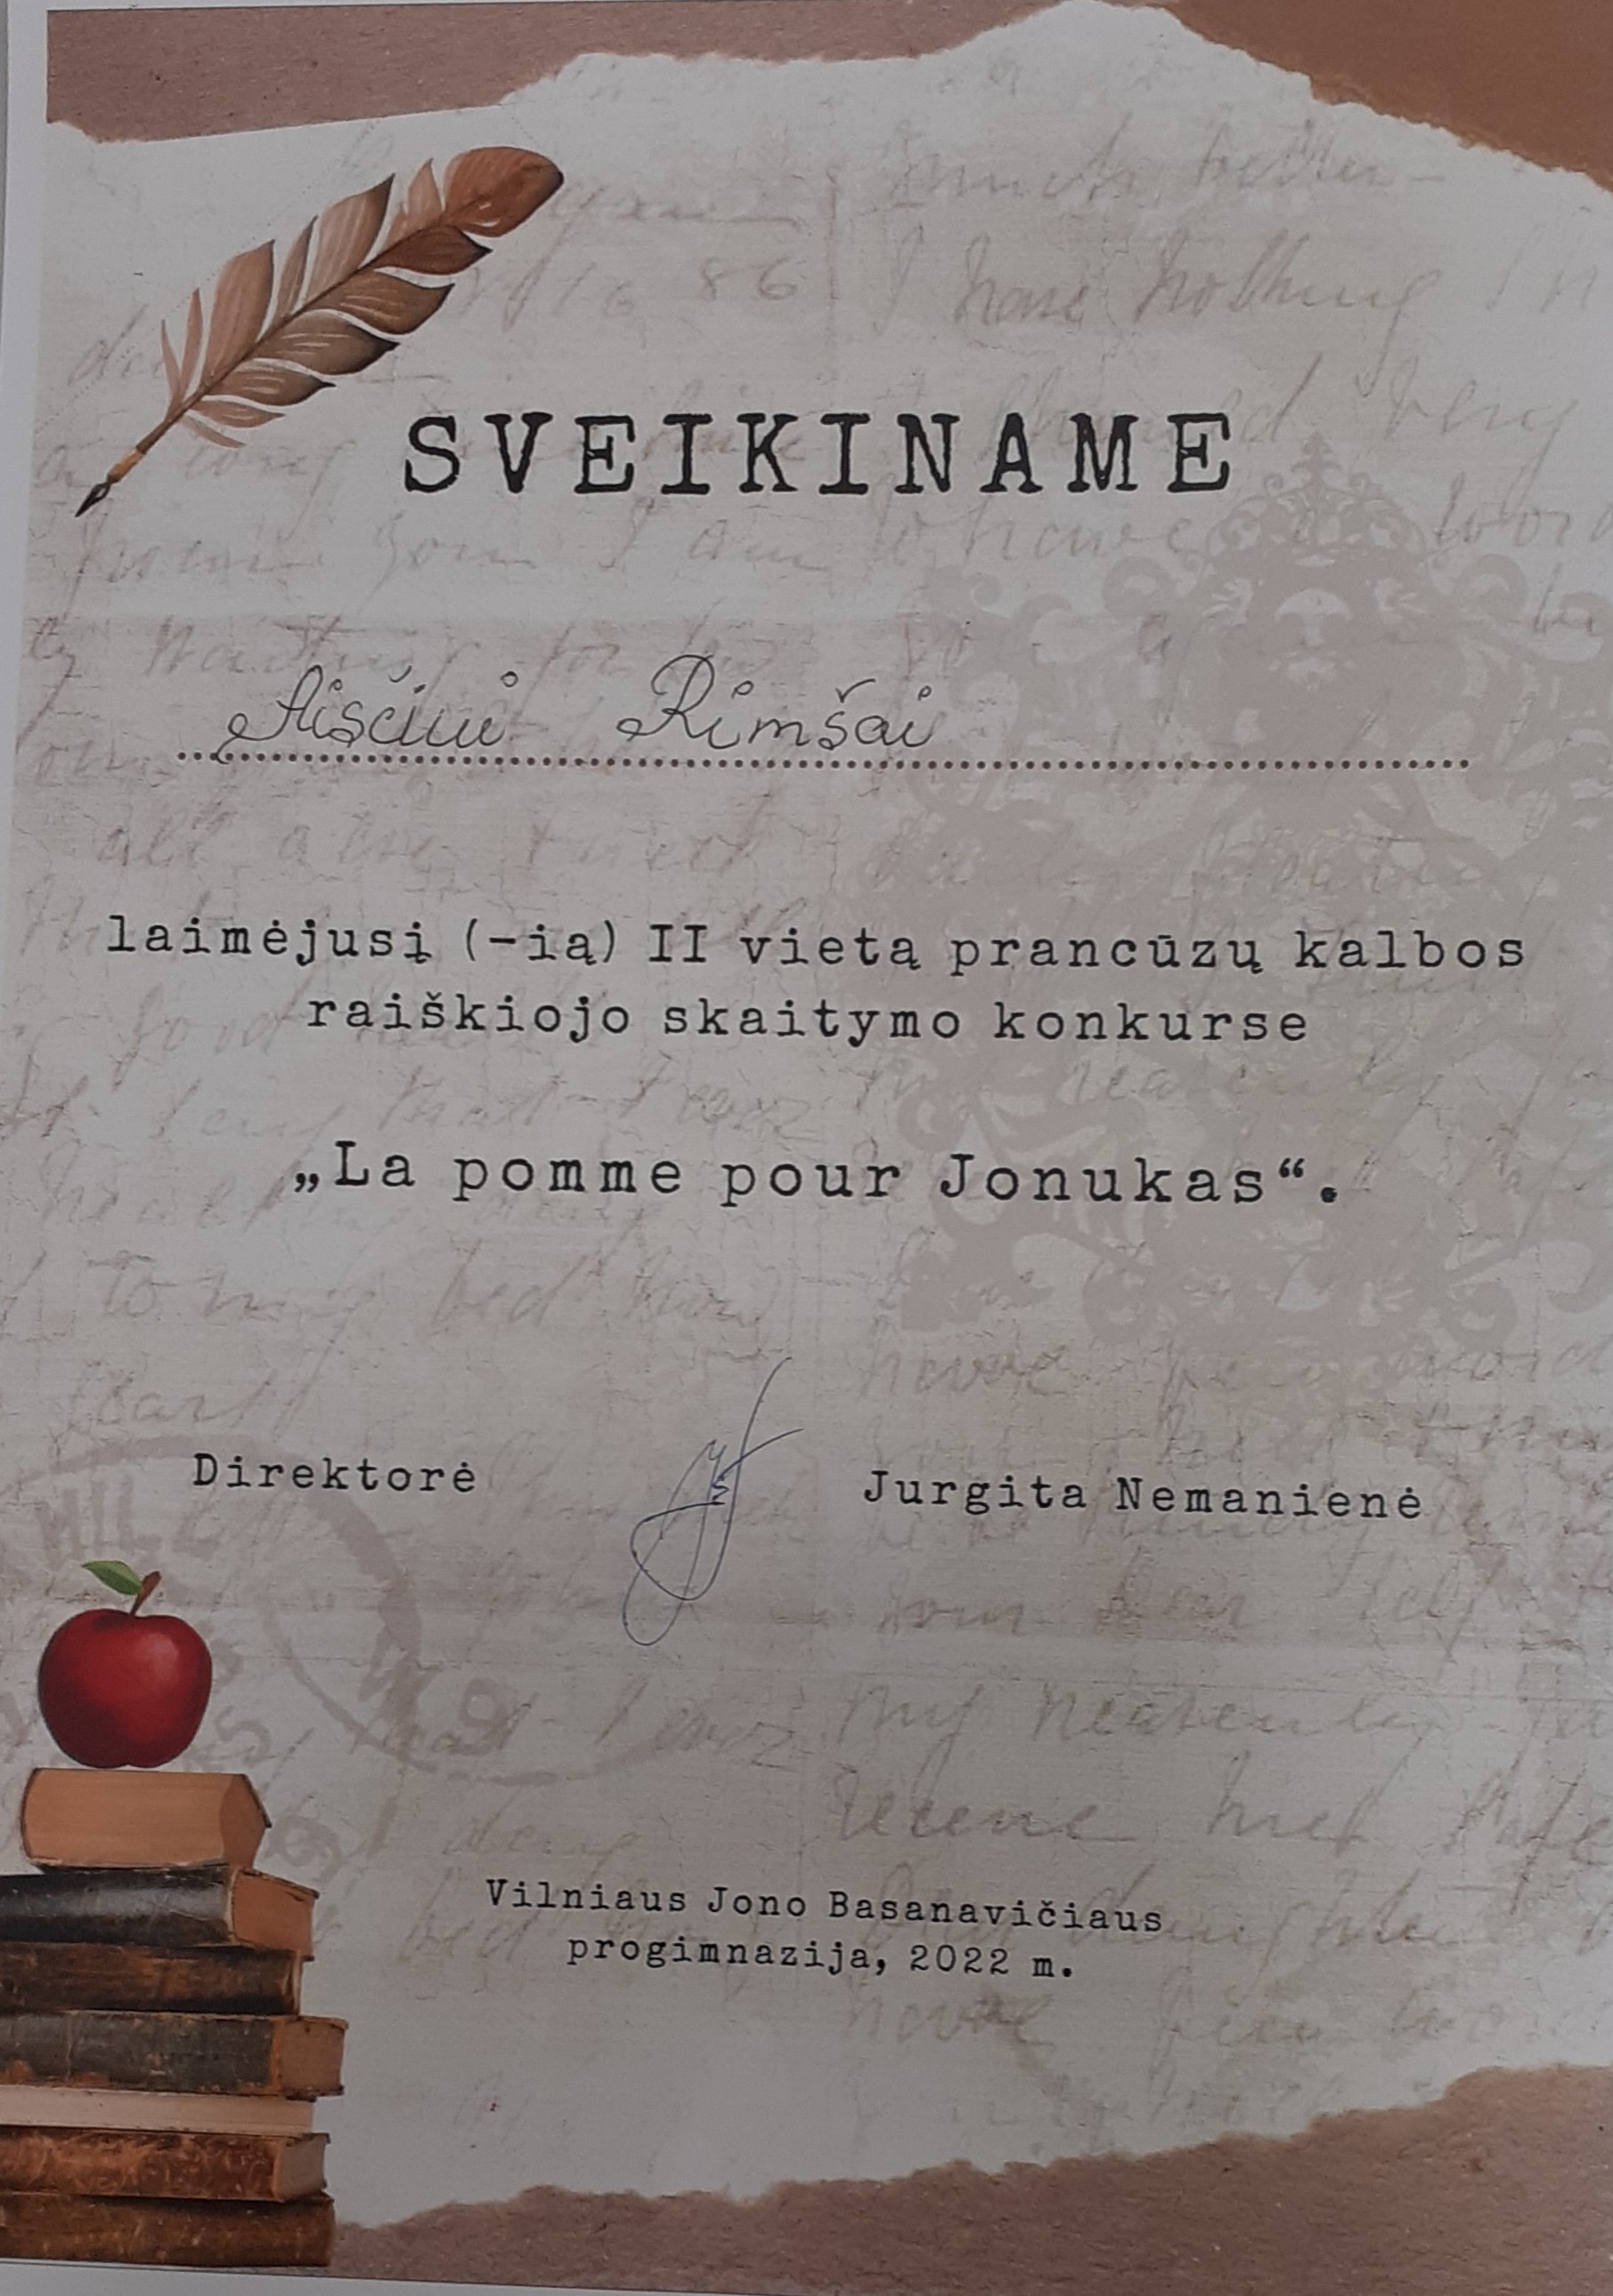 SVEIKINAME
Aisčiui Rimšai
laimėjusį (-ią) II vietą prancūzų kalbos
raiškiojo skaitymo konkurse
„La pomme pour Jonukas“.
Direktorė Jurgita Nemanienė
Vilniaus Jono Basanavičiaus
progimnazija, 2022 m.